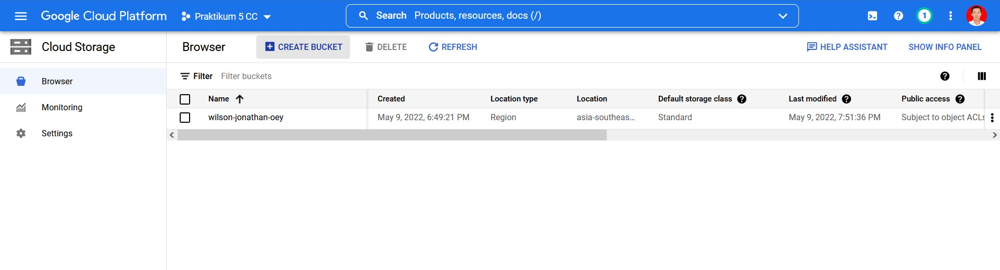 Google Cloud Platform Praktikum 5 CC Search Products, resources, docs (/) 1
Cloud Storage Browser CREATE BUCKET DELETE REFRESH HELP ASSISTANT SHOW INFO PANEL
Browser Filter Filter buckets
Name Created Location type Location Default storage class Last modified Public access
Monitoring
wilson-jonathan-oey May 9, 2022, 6:49:21 PM Region asia-southeas... Standard May 9, 2022, 7:51:36 PM Subject to object ACLs
Settings